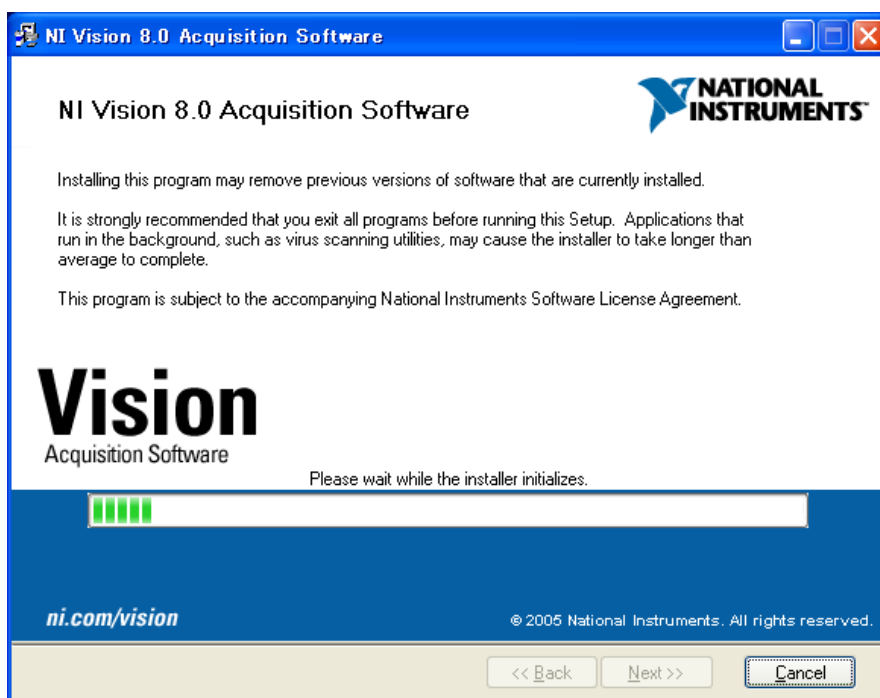 NI Vision 8.0 Acquisition Software
NI Vision 8.0 Acquisition Software
NATIONAL
INSTRUMENTS™
Installing this program may remove previous versions of software that are currently installed.
It is strongly recommended that you exit all programs before running this Setup. Applications that
run in the background, such as virus scanning utilities, may cause the installer to take longer than
average to complete.
This program is subject to the accompanying National Instruments Software License Agreement.
Vision
Acquisition Software
Please wait while the installer initializes.
ni.com/vision
© 2005 National Instruments. All rights reserved.
<< Back
Next >>
Cancel